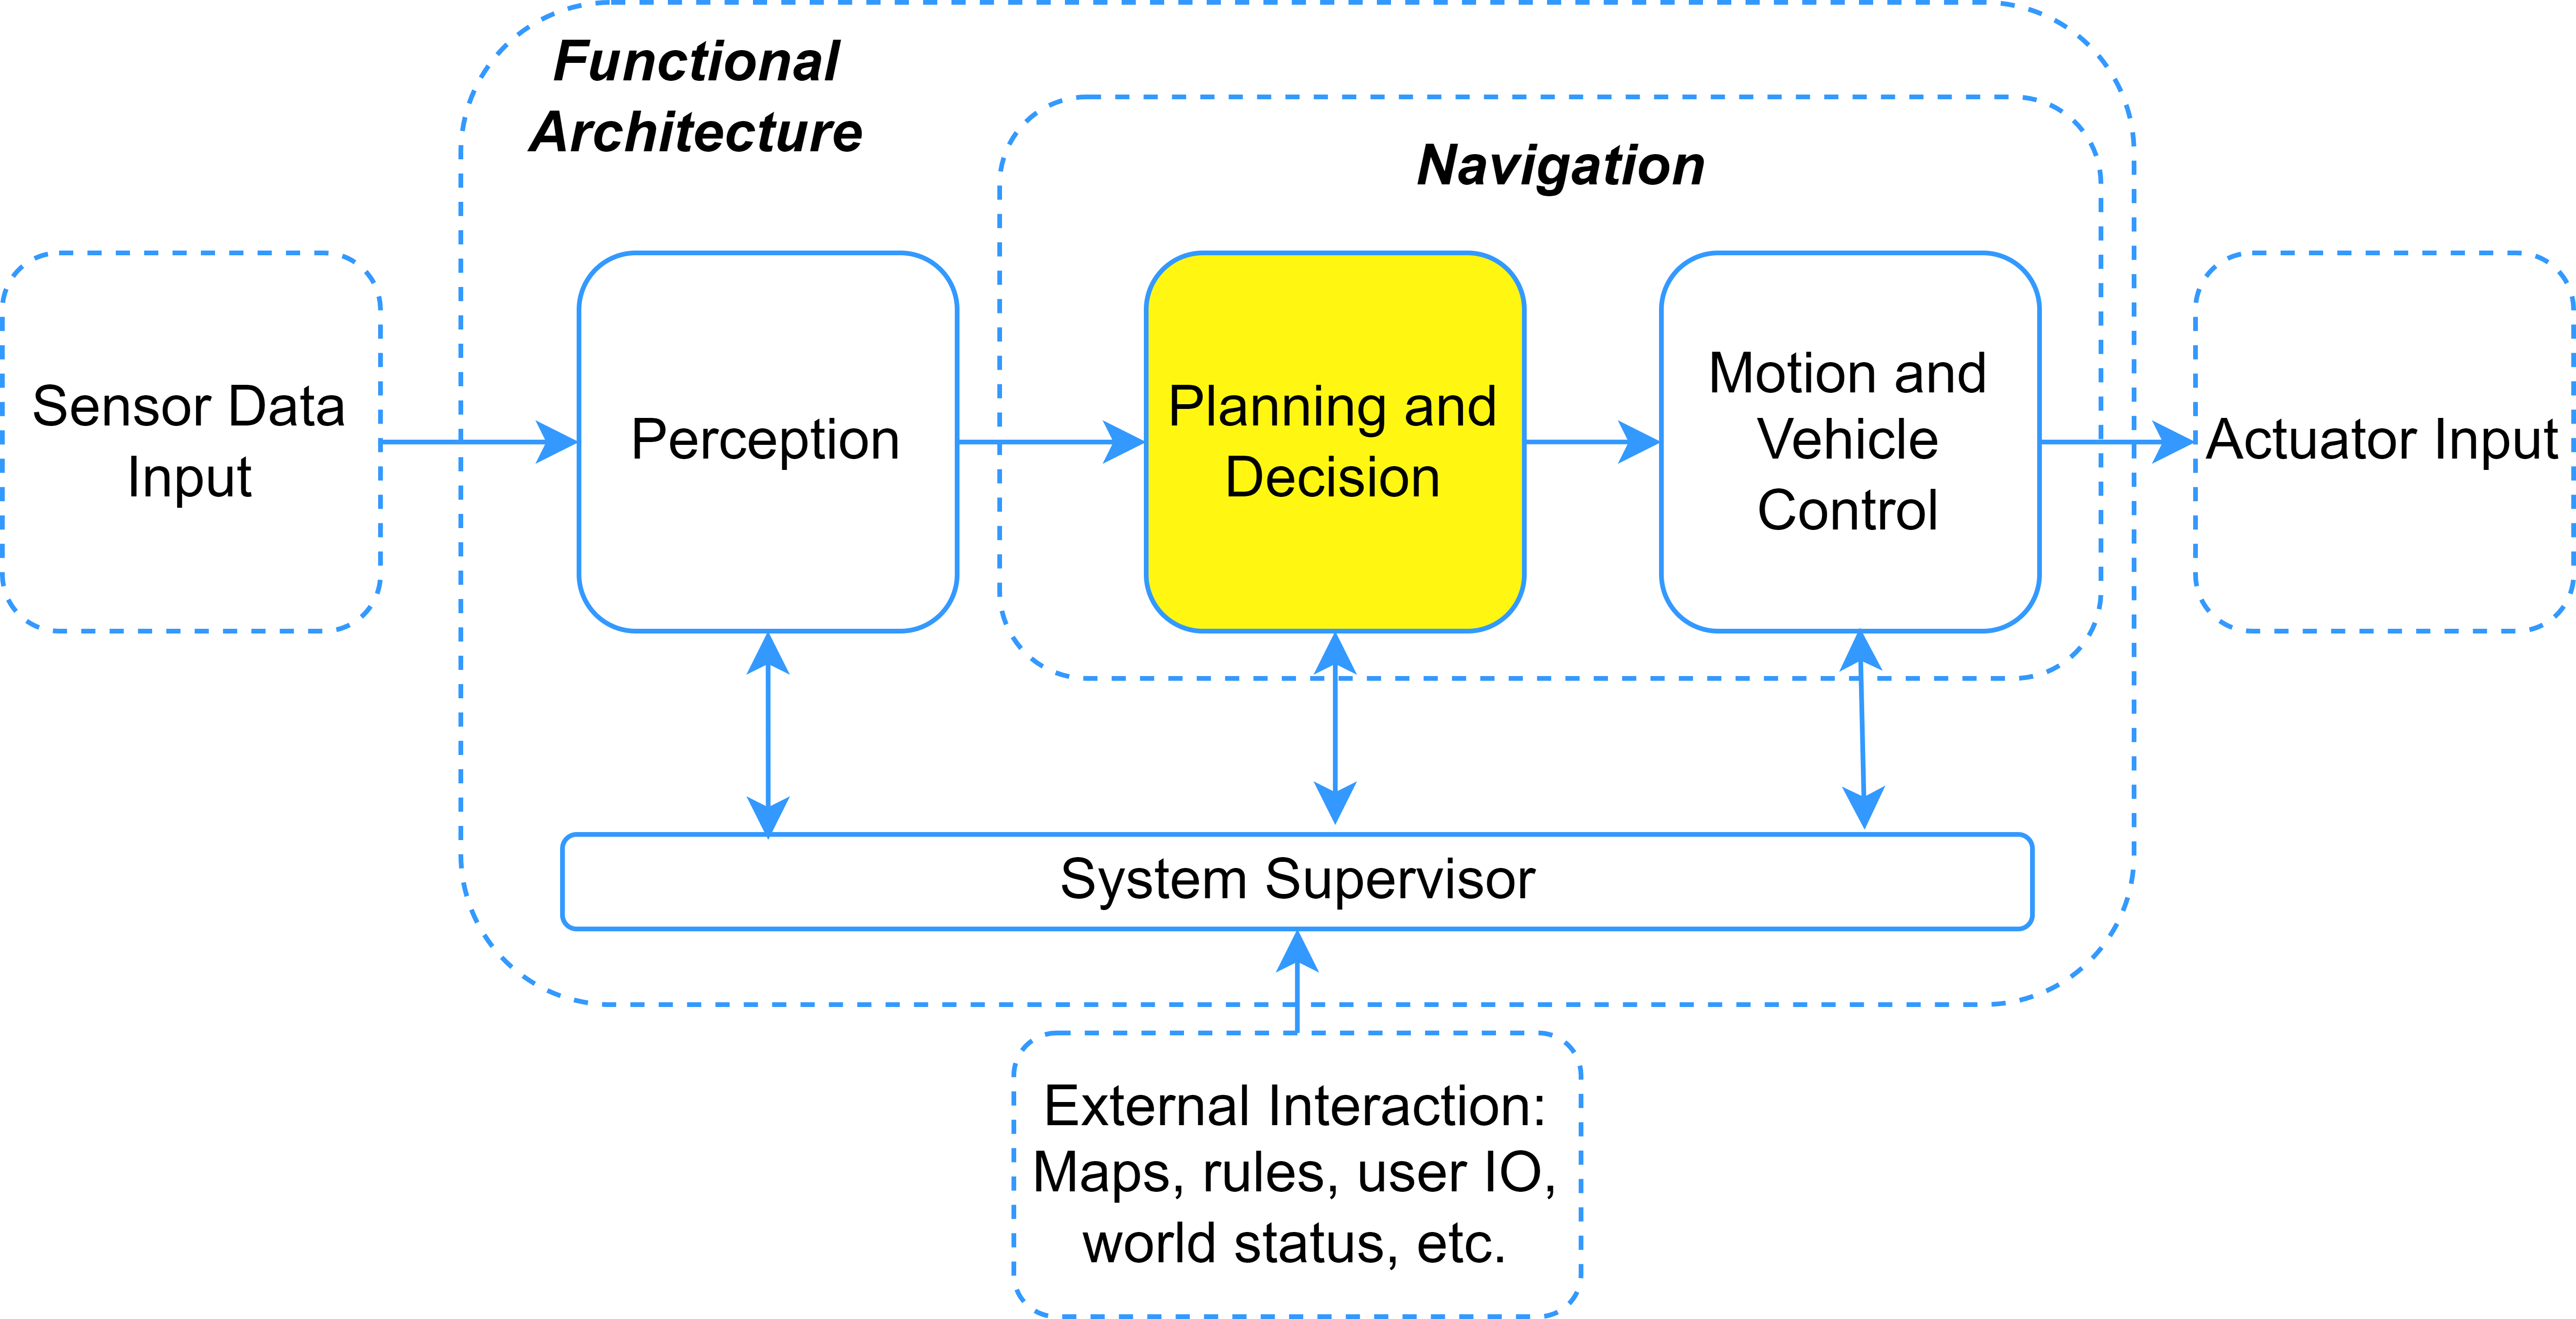 Functional
Architecture
Navigation
Sensor Data
Input
Perception
Planning and
Decision
Motion and
Vehicle
Control
Actuator Input
System Supervisor
External Interaction:
Maps, rules, user IO,
world status, etc.